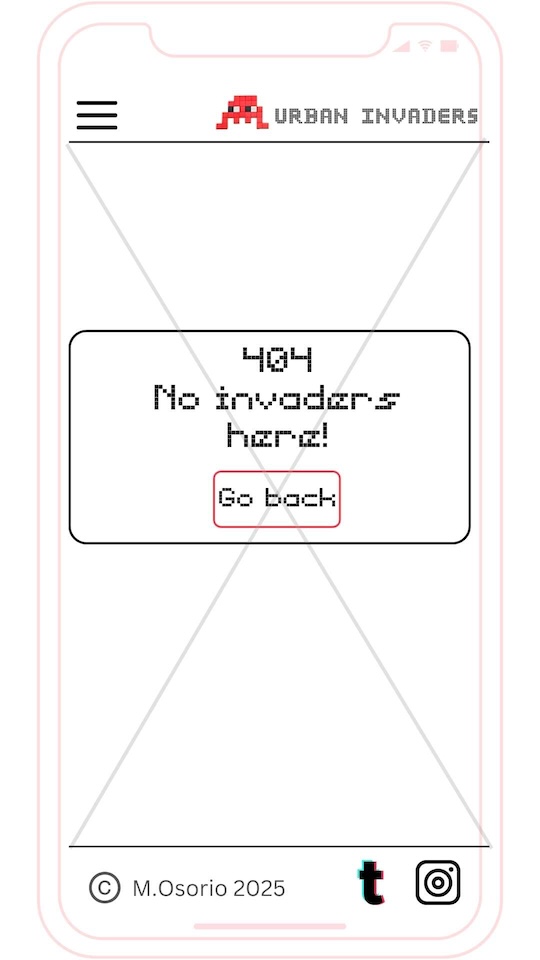 URBAN INVADERS
404
No invaders
here!
Go back
© M.Osorio 2025